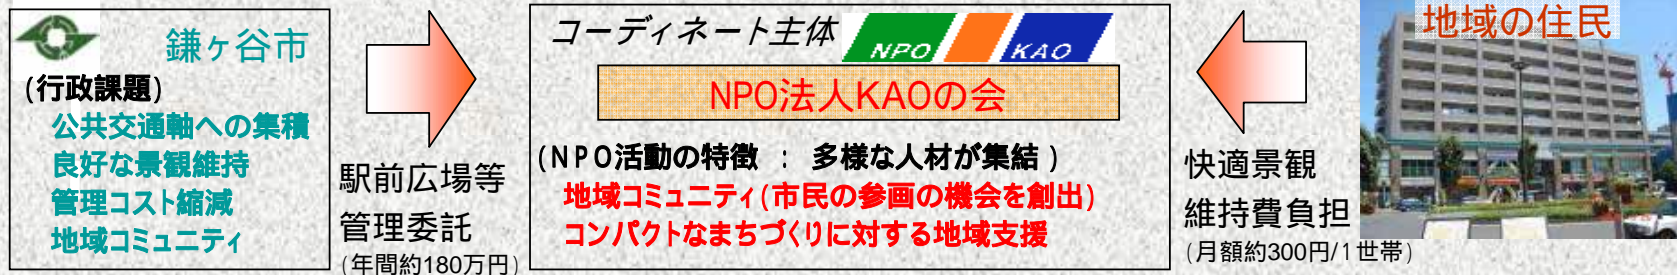 鎌ヶ谷市
(行政課題)
公共交通軸への集積
良好な景観維持
管理コスト縮減
地域コミュニティ
駅前広場等
管理委託
(年間約180万円)
コーディネート主体
NPO KAO
NPO法人KAOの会
(NPO活動の特徴 : 多様な人材が集結)
地域コミュニティ(市民の参画の機会を創出)
コンパクトなまちづくりに対する地域支援
快適景観
維持費負担
(月額約300円/1世帯)
地域の住民